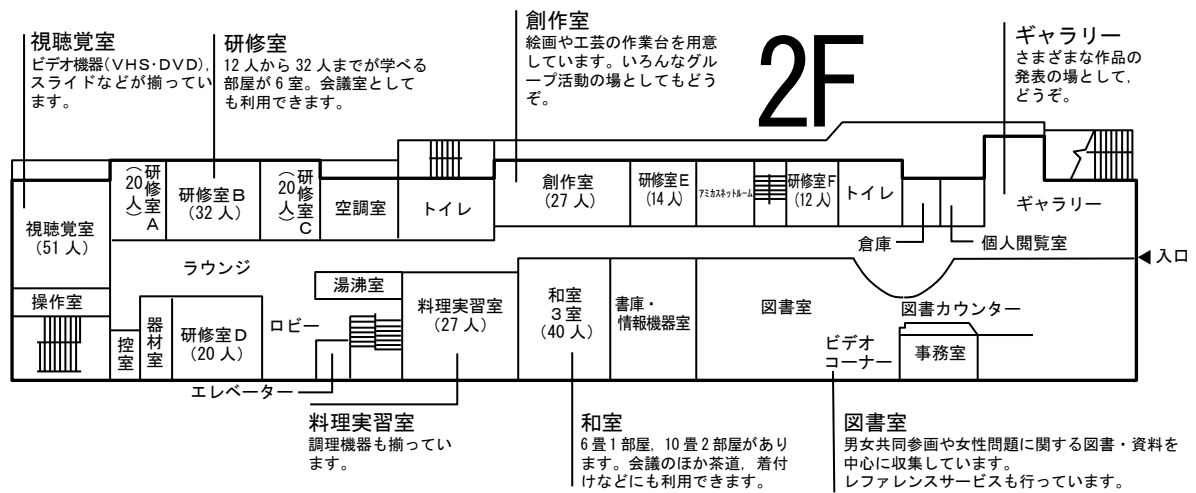 視聴覚室
ビデオ機器(VHS・DVD),
スライドなどが揃ってい
ます。
研修室
12人から32人までが学べる
部屋が6室。会議室として
も利用できます。
創作室
絵画や工芸の作業台を用意
しています。いろんなグル
ープ活動の場としてもどう
ぞ。
2F
ギャラリー
さまざまな作品の
発表の場として,
どうぞ。
視聴覚室
(51人)
研修室A
(20人)
研修室B
(32人)
研修室C
(20人)
空調室
トイレ
創作室
(27人)
研修室E
(14人)
アミカスネットルーム
研修室F
(12人)
トイレ
倉庫
個人閲覧室
ギャラリー
入口
ラウンジ
操作室
控室
器材室
研修室D
(20人)
ロビー
湯沸室
エレベーター
料理実習室
(27人)
和室
3室
(40人)
書庫・
情報機器室
図書室
図書カウンター
ビデオ
コーナー
事務室
料理実習室
調理機器も揃ってい
ます。
和室
6畳1部屋,10畳2部屋があり
ます。会議のほか茶道,着付
けなどにも利用できます。
図書室
男女共同参画や女性問題に関する図書・資料を
中心に収集しています。
レファレンスサービスも行っています。